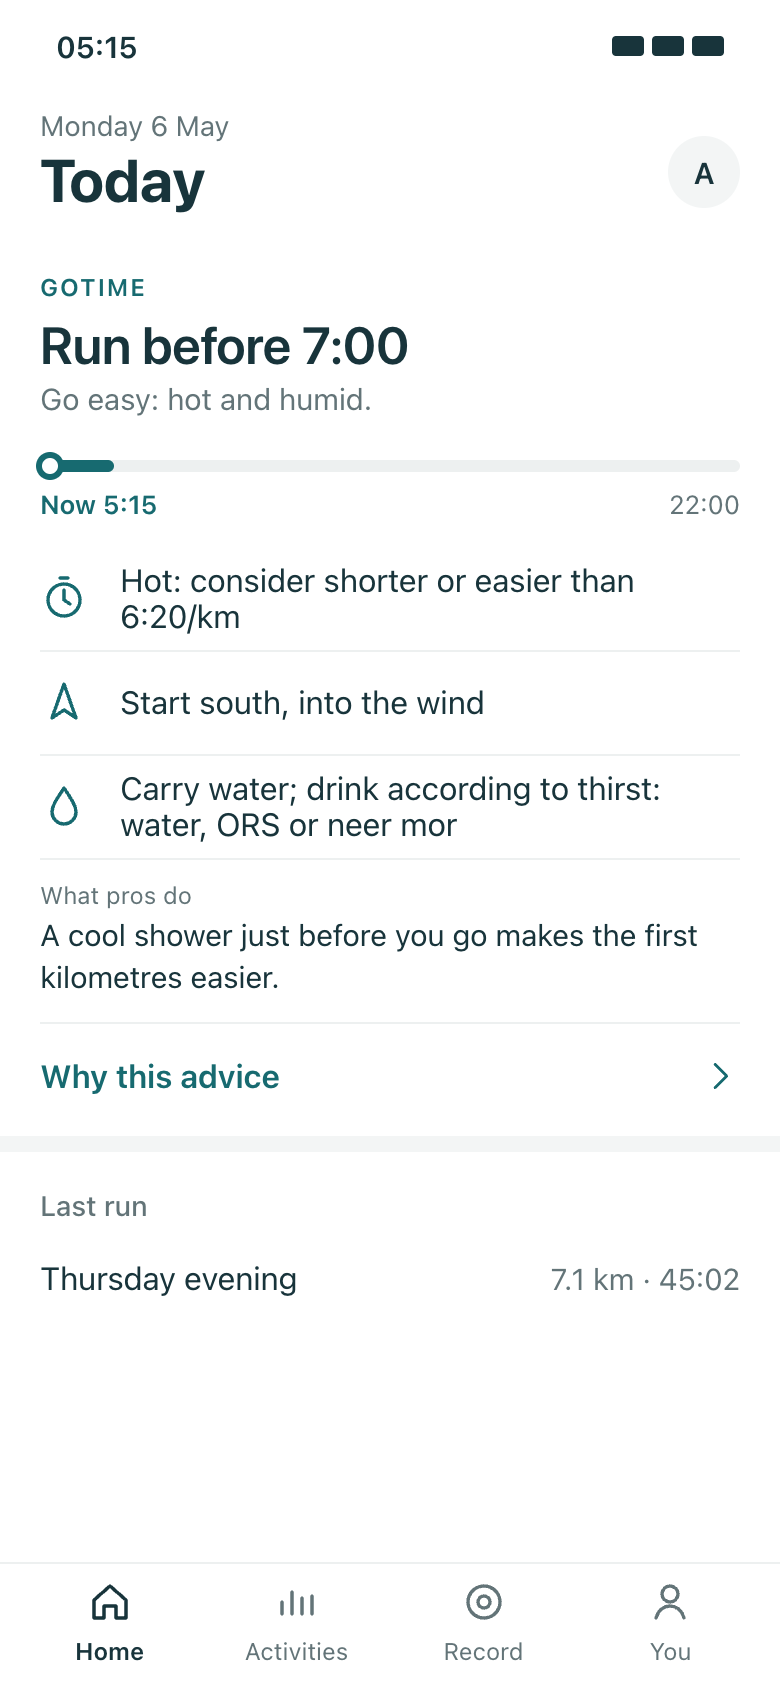 05:15
Monday 6 May
Today
A
GOTIME
Run before 7:00
Go easy: hot and humid.
Now 5:15
22:00
Hot: consider shorter or easier than
6:20/km
Start south, into the wind
Carry water; drink according to thirst:
water, ORS or neer mor
What pros do
A cool shower just before you go makes the first
kilometres easier.
Why this advice
Last run
Thursday evening
7.1 km · 45:02
Home
Activities
Record
You